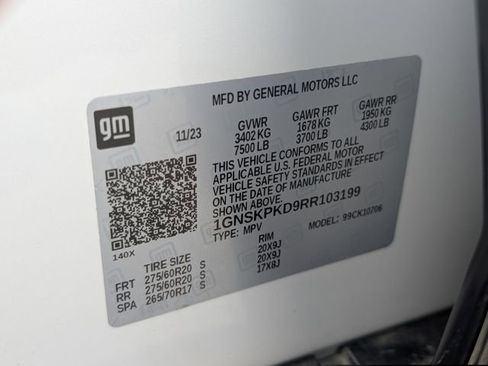 MFD BY GENERAL MOTORS LLC
gm
11/23 GVWR GAWR FRT GAWR RR
3402 KG 1678 KG 1950 KG
7500 LB 3700 LB 4300 LB
THIS VEHICLE CONFORMS TO ALL
APPLICABLE U.S. FEDERAL MOTOR
VEHICLE SAFETY STANDARDS IN EFFECT
ON THE DATE OF MANUFACTURE
SHOWN ABOVE.
1GNSKPKD9RR103199
TYPE: MPV MODEL: 99CK10706
140X
TIRE SIZE RIM
FRT 275/60R20 S 20X9J
RR 275/60R20 S 20X9J
SPA 265/70R17 S 17X8J